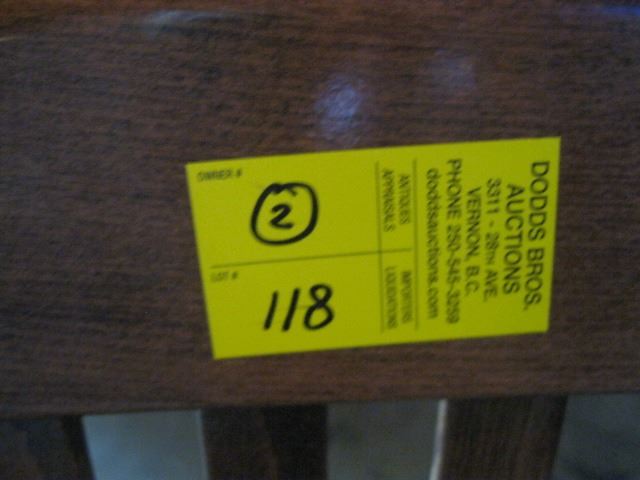 DODDS BROS.
AUCTIONS
3311 - 28TH AVE.
VERNON, B.C.
PHONE 250-545-3259
doddsauctions.com
ANTIQUES IMPORTERS
APPRAISALS LIQUIDATIONS
OWNER #
2
LOT #
118